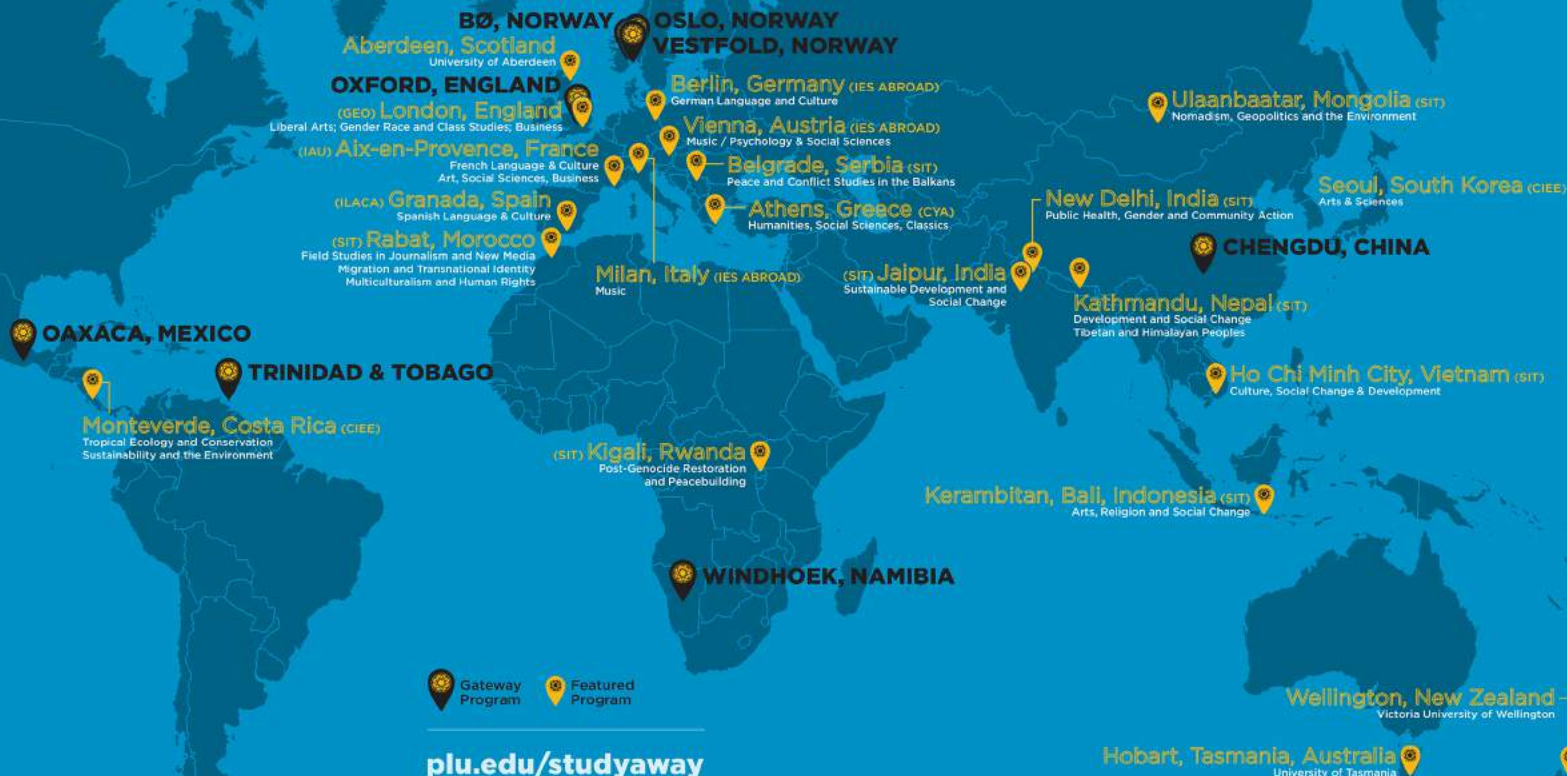 BØ, NORWAY
OSLO, NORWAY
VESTFOLD, NORWAY
Aberdeen, Scotland
University of Aberdeen
OXFORD, ENGLAND
(GEO) London, England
Liberal Arts; Gender Race and Class Studies; Business
(IAU) Aix-en-Provence, France
French Language & Culture
Art, Social Sciences, Business
(ILACA) Granada, Spain
Spanish Language & Culture
(SIT) Rabat, Morocco
Field Studies in Journalism and New Media
Migration and Transnational Identity
Multiculturalism and Human Rights
Berlin, Germany (IES ABROAD)
German Language and Culture
Vienna, Austria (IES ABROAD)
Music / Psychology & Social Sciences
Belgrade, Serbia (SIT)
Peace and Conflict Studies in the Balkans
Athens, Greece (CYA)
Humanities, Social Sciences, Classics
Milan, Italy (IES ABROAD)
Music
Ulaanbaatar, Mongolia (SIT)
Nomadism, Geopolitics and the Environment
Seoul, South Korea (CIEE)
Arts & Sciences
New Delhi, India (SIT)
Public Health, Gender and Community Action
CHENGDU, CHINA
(SIT) Jaipur, India
Sustainable Development and
Social Change
Kathmandu, Nepal (SIT)
Development and Social Change
Tibetan and Himalayan Peoples
OAXACA, MEXICO
TRINIDAD & TOBAGO
Monteverde, Costa Rica (CIEE)
Tropical Ecology and Conservation
Sustainability and the Environment
Ho Chi Minh City, Vietnam (SIT)
Culture, Social Change & Development
(SIT) Kigali, Rwanda
Post-Genocide Restoration
and Peacebuilding
Kerambitan, Bali, Indonesia (SIT)
Arts, Religion and Social Change
WINDHOEK, NAMIBIA
Gateway
Program
Featured
Program
plu.edu/studyaway
Wellington, New Zealand
Victoria University of Wellington
Hobart, Tasmania, Australia
University of Tasmania